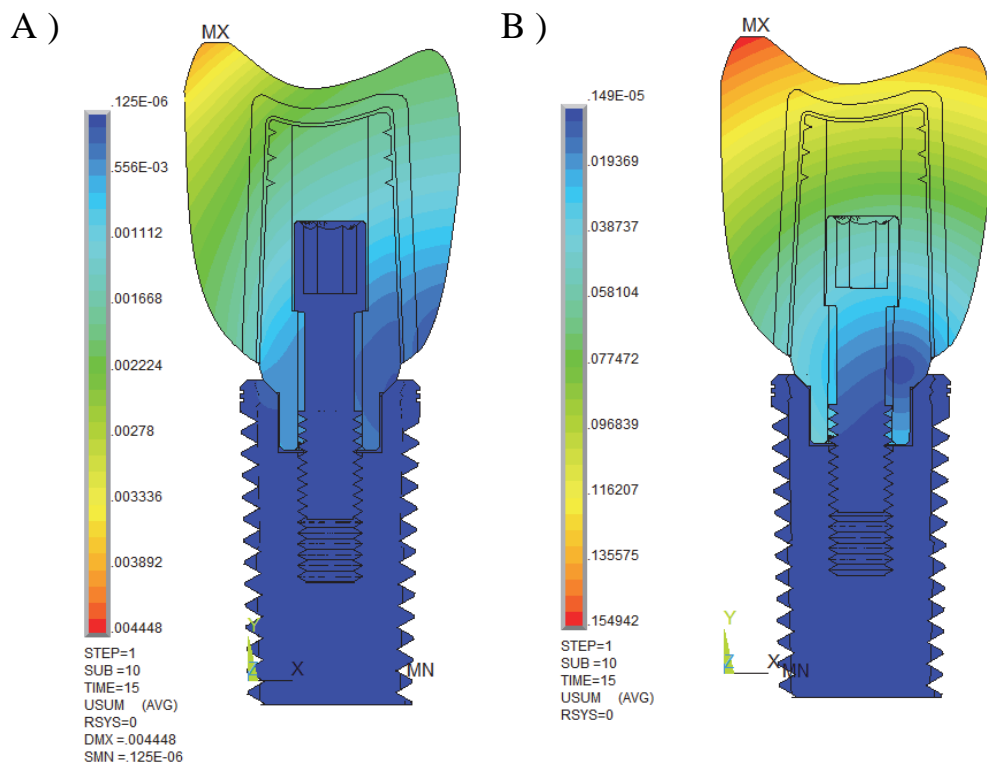 A )
MX
.125E-06
.556E-03
.001112
.001668
.002224
.00278
.003336
.003892
.004448
Y
Z
X
MN
STEP=1
SUB =10
TIME=15
USUM (AVG)
RSYS=0
DMX =.004448
SMN =.125E-06
B )
MX
.149E-05
.019369
.038737
.058104
.077472
.096839
.116207
.135575
.154942
Y
Z
X
MN
STEP=1
SUB =10
TIME=15
USUM (AVG)
RSYS=0